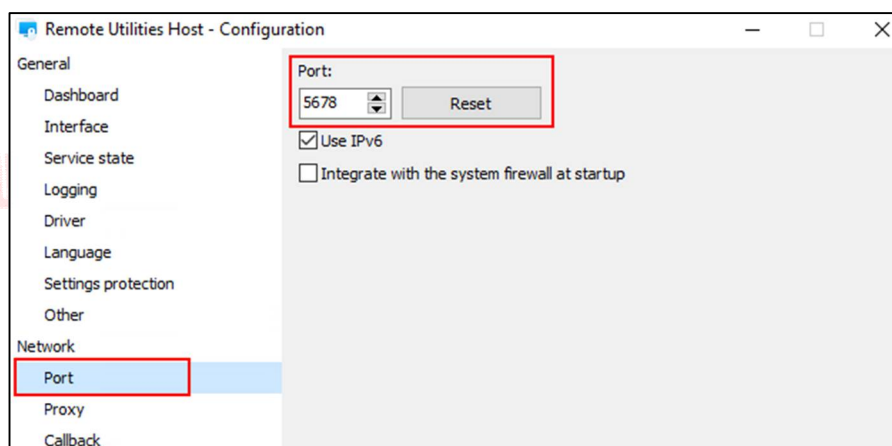 Remote Utilities Host - Configuration
General
Dashboard
Interface
Service state
Logging
Driver
Language
Settings protection
Other
Network
Port
Proxy
Callback
Port:
5678 Reset
Use IPv6
Integrate with the system firewall at startup